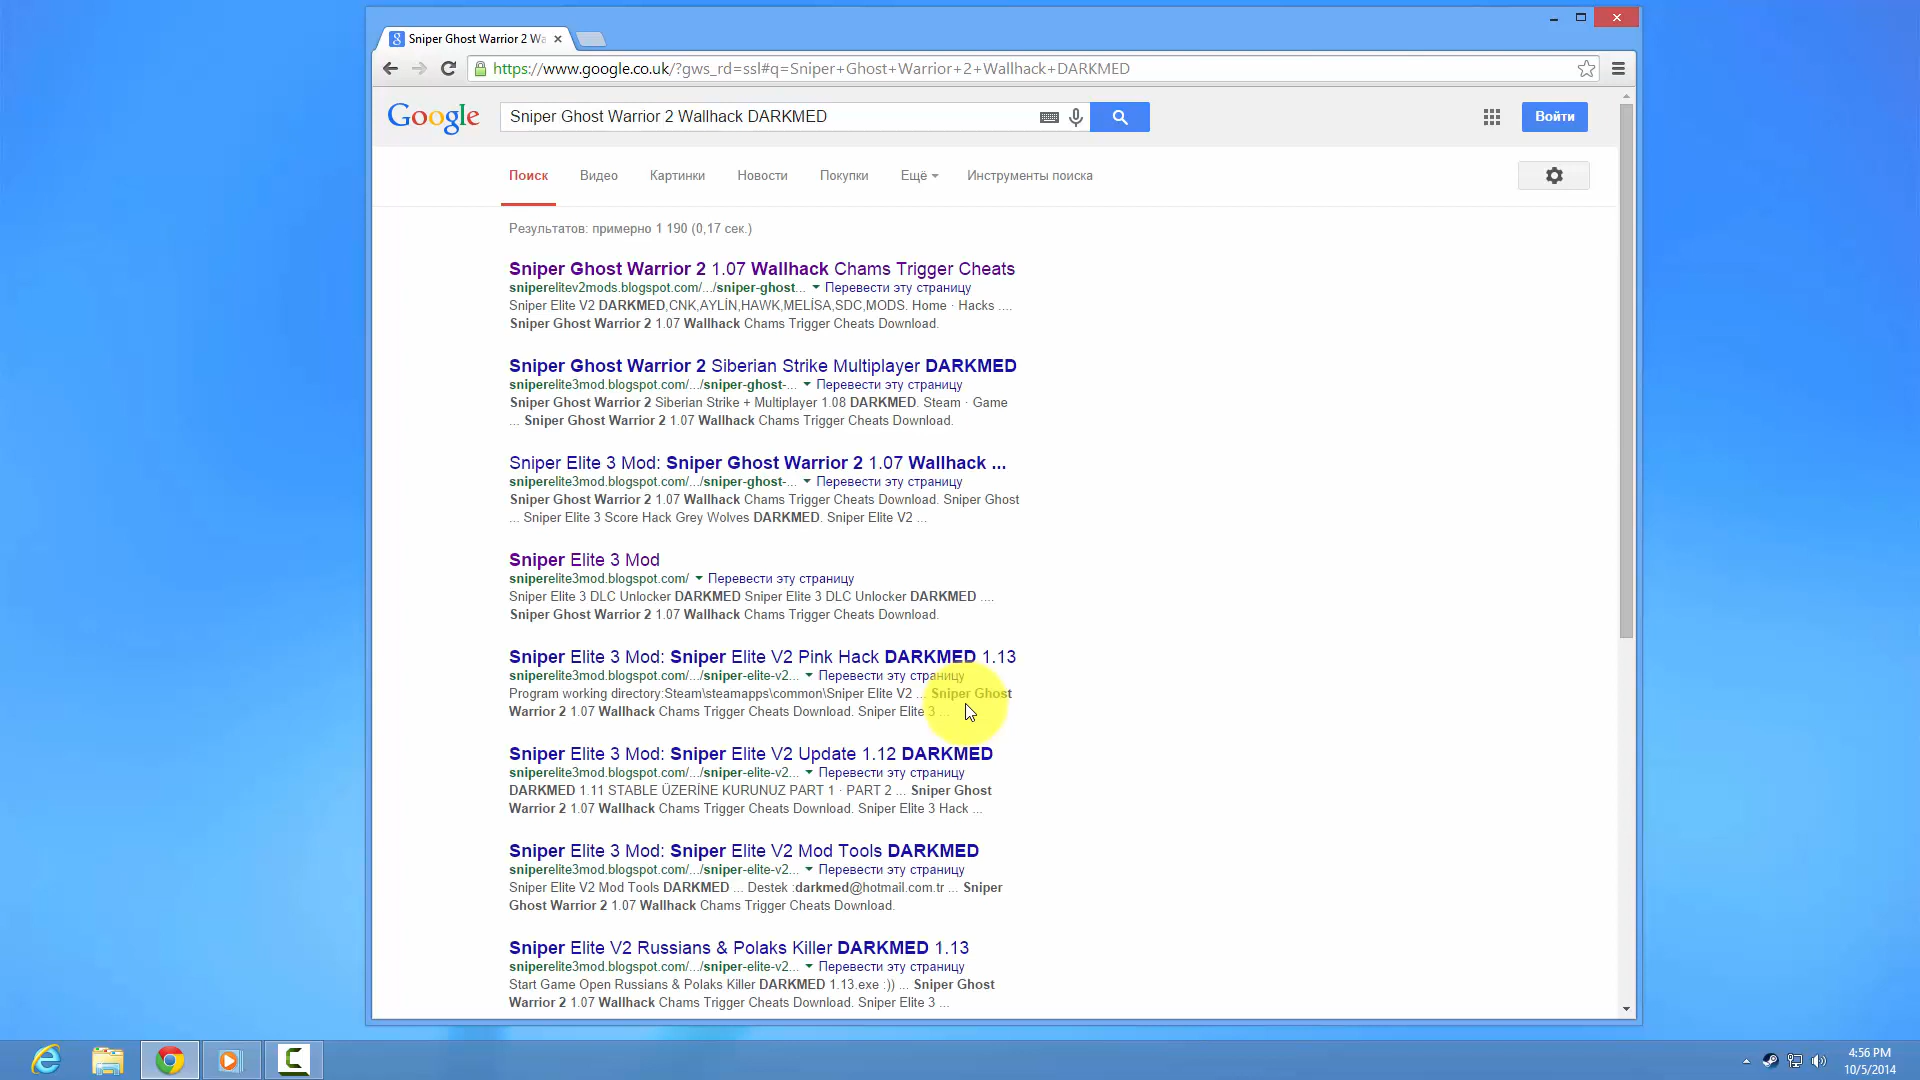 Sniper Ghost Warrior 2 Wa
https://www.google.co.uk/?gws_rd=ssl#q=Sniper+Ghost+Warrior+2+Wallhack+DARKMED
Google
Sniper Ghost Warrior 2 Wallhack DARKMED
Войти
Поиск Видео Картинки Новости Покупки Ещё Инструменты поиска
Результатов: примерно 1 190 (0,17 сек.)
Sniper Ghost Warrior 2 1.07 Wallhack Chams Trigger Cheats
sniperelitev2mods.blogspot.com/.../sniper-ghost... Перевести эту страницу
Sniper Elite V2 DARKMED,CNK,AYLİN,HAWK,MELİSA,SDC,MODS. Home · Hacks ....
Sniper Ghost Warrior 2 1.07 Wallhack Chams Trigger Cheats Download.
Sniper Ghost Warrior 2 Siberian Strike Multiplayer DARKMED
sniperelite3mod.blogspot.com/.../sniper-ghost-... Перевести эту страницу
Sniper Ghost Warrior 2 Siberian Strike + Multiplayer 1.08 DARKMED. Steam · Game
... Sniper Ghost Warrior 2 1.07 Wallhack Chams Trigger Cheats Download.
Sniper Elite 3 Mod: Sniper Ghost Warrior 2 1.07 Wallhack ...
sniperelite3mod.blogspot.com/.../sniper-ghost-... Перевести эту страницу
Sniper Ghost Warrior 2 1.07 Wallhack Chams Trigger Cheats Download. Sniper Ghost
... Sniper Elite 3 Score Hack Grey Wolves DARKMED. Sniper Elite V2 ...
Sniper Elite 3 Mod
sniperelite3mod.blogspot.com/ Перевести эту страницу
Sniper Elite 3 DLC Unlocker DARKMED Sniper Elite 3 DLC Unlocker DARKMED ....
Sniper Ghost Warrior 2 1.07 Wallhack Chams Trigger Cheats Download.
Sniper Elite 3 Mod: Sniper Elite V2 Pink Hack DARKMED 1.13
sniperelite3mod.blogspot.com/.../sniper-elite-v2... Перевести эту страницу
Program working directory:Steam\steamapps\common\Sniper Elite V2 ... Sniper Ghost
Warrior 2 1.07 Wallhack Chams Trigger Cheats Download. Sniper Elite 3 ...
Sniper Elite 3 Mod: Sniper Elite V2 Update 1.12 DARKMED
sniperelite3mod.blogspot.com/.../sniper-elite-v2... Перевести эту страницу
DARKMED 1.11 STABLE ÜZERİNE KURUNUZ PART 1 · PART 2 ... Sniper Ghost
Warrior 2 1.07 Wallhack Chams Trigger Cheats Download. Sniper Elite 3 Hack ...
Sniper Elite 3 Mod: Sniper Elite V2 Mod Tools DARKMED
sniperelite3mod.blogspot.com/.../sniper-elite-v2... Перевести эту страницу
Sniper Elite V2 Mod Tools DARKMED ... Destek :darkmed@hotmail.com.tr ... Sniper
Ghost Warrior 2 1.07 Wallhack Chams Trigger Cheats Download.
Sniper Elite V2 Russians & Polaks Killer DARKMED 1.13
sniperelite3mod.blogspot.com/.../sniper-elite-v2... Перевести эту страницу
Start Game Open Russians & Polaks Killer DARKMED 1.13.exe :)) ... Sniper Ghost
Warrior 2 1.07 Wallhack Chams Trigger Cheats Download. Sniper Elite 3 ...
4:56 PM
10/5/2014